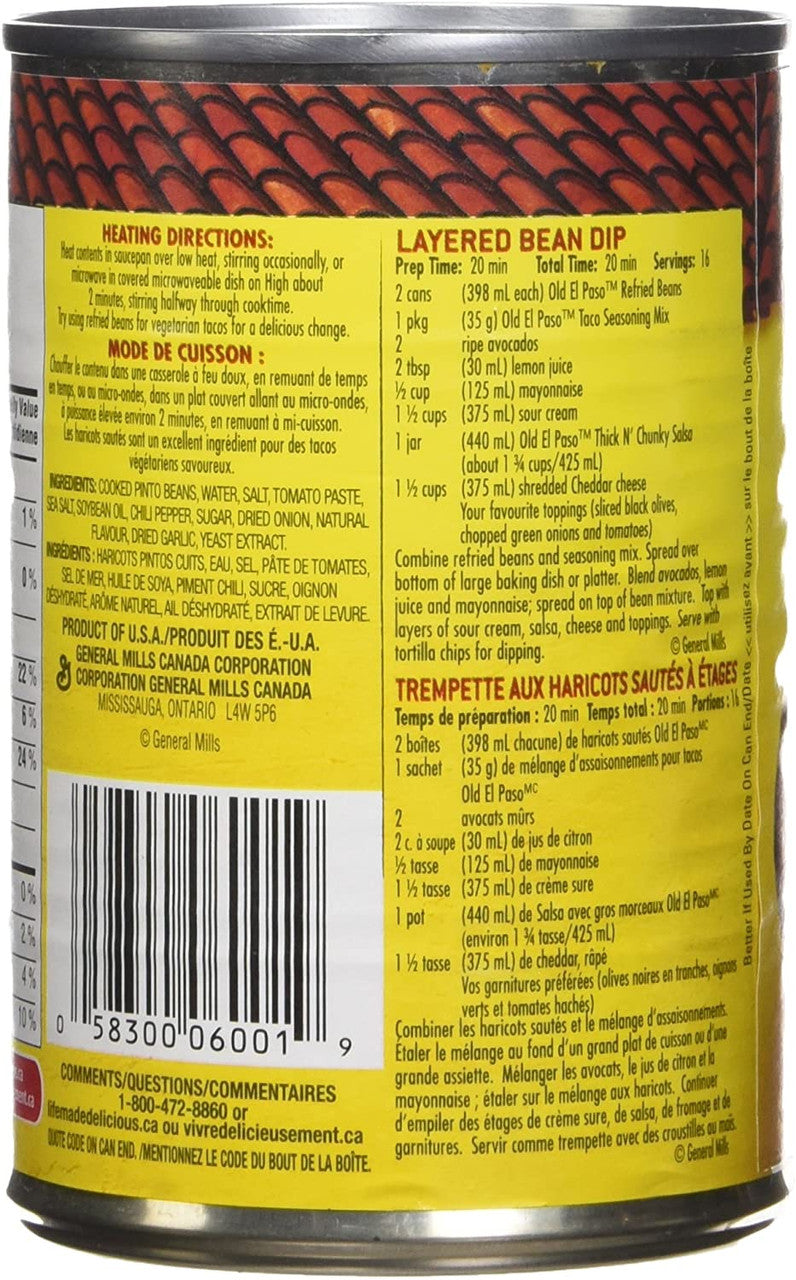 ly Value
tidienne
1%
0%
22%
6%
24%
0%
2%
4%
10%
.ca
ement.ca
HEATING DIRECTIONS:
Heat contents in saucepan over low heat, stirring occasionally, or
microwave in covered microwaveable dish on High about
2 minutes, stirring halfway through cooktime.
Try using refried beans for vegetarian tacos for a delicious change.
MODE DE CUISSON :
Chauffer le contenu dans une casserole à feu doux, en remuant de temps
en temps, ou au micro-ondes, dans un plat couvert allant au micro-ondes,
à puissance élevée environ 2 minutes, en remuant à mi-cuisson.
Les haricots sautés sont un excellent ingrédient pour des tacos
végétariens savoureux.
INGREDIENTS: COOKED PINTO BEANS, WATER, SALT, TOMATO PASTE,
SEA SALT, SOYBEAN OIL, CHILI PEPPER, SUGAR, DRIED ONION, NATURAL
FLAVOUR, DRIED GARLIC, YEAST EXTRACT.
INGRÉDIENTS : HARICOTS PINTOS CUITS, EAU, SEL, PÂTE DE TOMATES,
SEL DE MER, HUILE DE SOYA, PIMENT CHILI, SUCRE, OIGNON
DÉSHYDRATÉ, ARÔME NATUREL, AIL DÉSHYDRATÉ, EXTRAIT DE LEVURE.
PRODUCT OF U.S.A./PRODUIT DES É.-U.A.
GENERAL MILLS CANADA CORPORATION
CORPORATION GENERAL MILLS CANADA
MISSISSAUGA, ONTARIO L4W 5P6
© General Mills
0 58300 06001 9
COMMENTS/QUESTIONS/COMMENTAIRES
1-800-472-8860 or
lifemadedelicious.ca ou vivredelicieusement.ca
QUOTE CODE ON CAN END. /MENTIONNEZ LE CODE DU BOUT DE LA BOÎTE.
LAYERED BEAN DIP
Prep Time: 20 min Total Time: 20 min Servings: 16
2 cans (398 mL each) Old El Paso™ Refried Beans
1 pkg (35 g) Old El Paso™ Taco Seasoning Mix
2 ripe avocados
2 tbsp (30 mL) lemon juice
½ cup (125 mL) mayonnaise
1 ½ cups (375 mL) sour cream
1 jar (440 mL) Old El Paso™ Thick N' Chunky Salsa
(about 1 ¾ cups/425 mL)
1 ½ cups (375 mL) shredded Cheddar cheese
Your favourite toppings (sliced black olives,
chopped green onions and tomatoes)
Combine refried beans and seasoning mix. Spread over
bottom of large baking dish or platter. Blend avocados, lemon
juice and mayonnaise; spread on top of bean mixture. Top with
layers of sour cream, salsa, cheese and toppings. Serve with
tortilla chips for dipping.
© General Mills
TREMPETTE AUX HARICOTS SAUTÉS À ÉTAGES
Temps de préparation : 20 min Temps total : 20 min Portions : 16
2 boîtes (398 mL chacune) de haricots sautés Old El Paso MC
1 sachet (35 g) de mélange d'assaisonnements pour tacos
Old El Paso MC
2 avocats mûrs
2 c. à soupe (30 mL) de jus de citron
½ tasse (125 mL) de mayonnaise
1 ½ tasse (375 mL) de crème sure
1 pot (440 mL) de Salsa avec gros morceaux Old El Paso MC
(environ 1 ¾ tasse/425 mL)
1 ½ tasse (375 mL) de cheddar, râpé
Vos garnitures préférées (olives noires en tranches, oignons
verts et tomates hachés)
Combiner les haricots sautés et le mélange d'assaisonnements.
Étaler le mélange au fond d'un grand plat de cuisson ou d'une
grande assiette. Mélanger les avocats, le jus de citron et la
mayonnaise ; étaler sur le mélange aux haricots. Continuer
d'empiler des étages de crème sure, de salsa, de fromage et de
garnitures. Servir comme trempette avec des croustilles au maïs.
© General Mills
Better If Used By Date On Can End/Date << utilisez avant >> sur le bout de la boîte